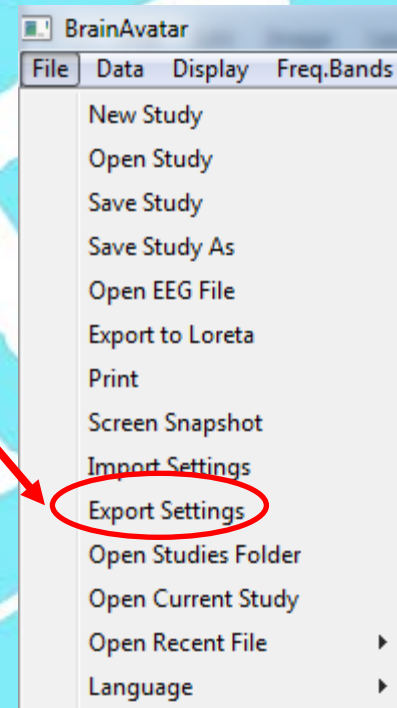 BrainAvatar
File Data Display Freq.Bands
New Study
Open Study
Save Study
Save Study As
Open EEG File
Export to Loreta
Print
Screen Snapshot
Import Settings
Export Settings
Open Studies Folder
Open Current Study
Open Recent File
Language